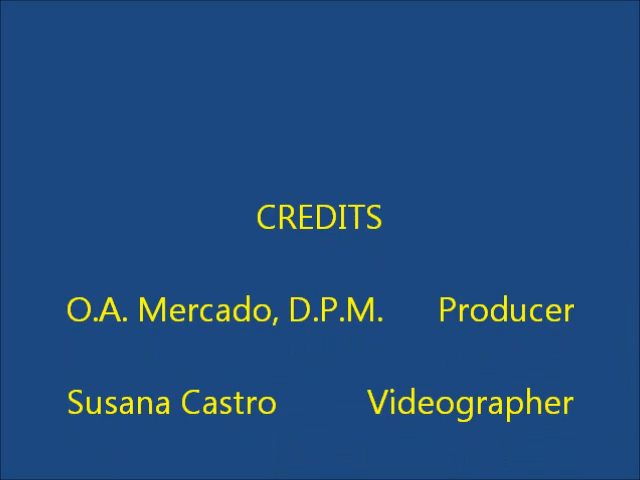 CREDITS
O.A. Mercado, D.P.M. Producer
Susana Castro Videographer